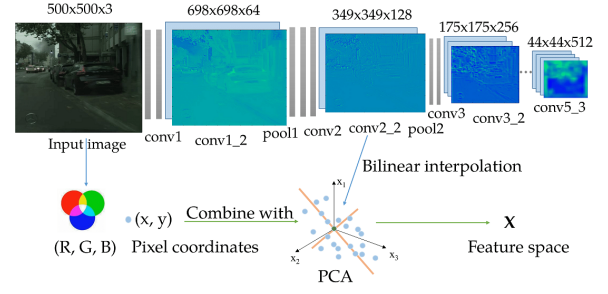 500x500x3
698x698x64
349x349x128
175x175x256
44x44x512
Input image
conv1
conv1_2
pool1
conv2
conv2_2
pool2
conv3
conv3_2
conv5_3
Bilinear interpolation
(R, G, B)
(x, y)
Pixel coordinates
Combine with
x1
x2
x3
PCA
X
Feature space